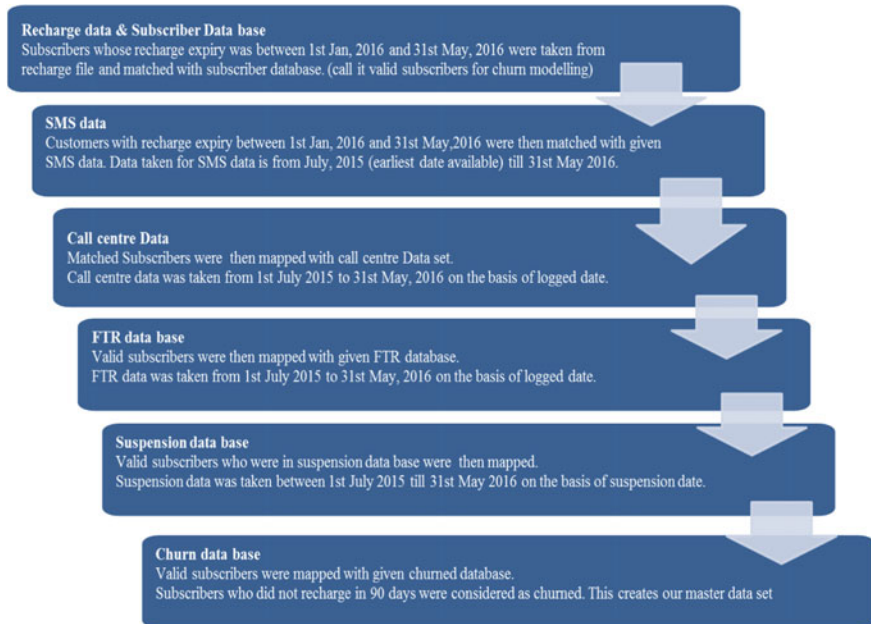 Recharge data & Subscriber Data base
Subscribers whose recharge expiry was between 1st Jan, 2016 and 31st May, 2016 were taken from
recharge file and matched with subscriber database. (call it valid subscribers for churn modelling)
SMS data
Customers with recharge expiry between 1st Jan, 2016 and 31st May,2016 were then matched with given
SMS data. Data taken for SMS data is from July, 2015 (earliest date available) till 31st May 2016.
Call centre Data
Matched Subscribers were then mapped with call centre Data set.
Call centre data was taken from 1st July 2015 to 31st May, 2016 on the basis of logged date.
FTR data base
Valid subscribers were then mapped with given FTR database.
FTR data was taken from 1st July 2015 to 31st May, 2016 on the basis of logged date.
Suspension data base
Valid subscribers who were in suspension data base were then mapped.
Suspension data was taken between 1st July 2015 till 31st May 2016 on the basis of suspension date.
Churn data base
Valid subscribers were mapped with given churned database.
Subscribers who did not recharge in 90 days were considered as churned. This creates our master data set